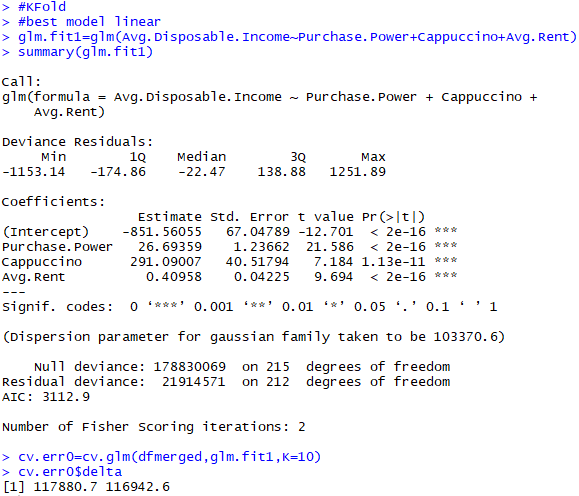 > #KFold
> #best model linear
> glm.fit1=glm(Avg.Disposable.Income~Purchase.Power+Cappuccino+Avg.Rent)
> summary(glm.fit1)
Call:
glm(formula = Avg.Disposable.Income ~ Purchase.Power + Cappuccino +
    Avg.Rent)
Deviance Residuals:
     Min        1Q    Median        3Q       Max
-1153.14   -174.86    -22.47    138.88   1251.89
Coefficients:
                 Estimate Std. Error t value Pr(>|t|)
(Intercept)    -851.56055   67.04789 -12.701  < 2e-16 ***
Purchase.Power   26.69359    1.23662  21.586  < 2e-16 ***
Cappuccino      291.09007   40.51794   7.184 1.13e-11 ***
Avg.Rent          0.40958    0.04225   9.694  < 2e-16 ***
---
Signif. codes:  0 ‘***’ 0.001 ‘**’ 0.01 ‘*’ 0.05 ‘.’ 0.1 ‘ ’ 1
(Dispersion parameter for gaussian family taken to be 103370.6)
    Null deviance: 178830069  on 215  degrees of freedom
Residual deviance:  21914571  on 212  degrees of freedom
AIC: 3112.9
Number of Fisher Scoring iterations: 2
> cv.err0=cv.glm(dfmerged,glm.fit1,K=10)
> cv.err0$delta
[1] 117880.7 116942.6